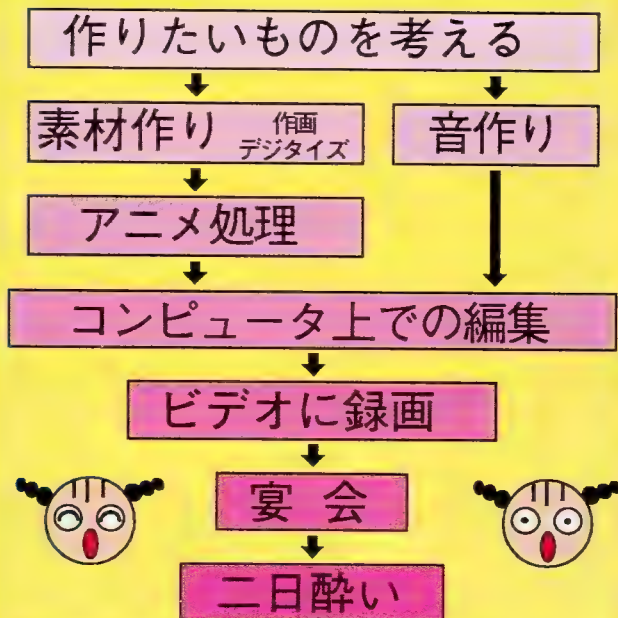 作りたいものを考える
素材作り 作画
デジタイズ
音作り
アニメ処理
コンピュータ上での編集
ビデオに録画
宴 会
二日酔い